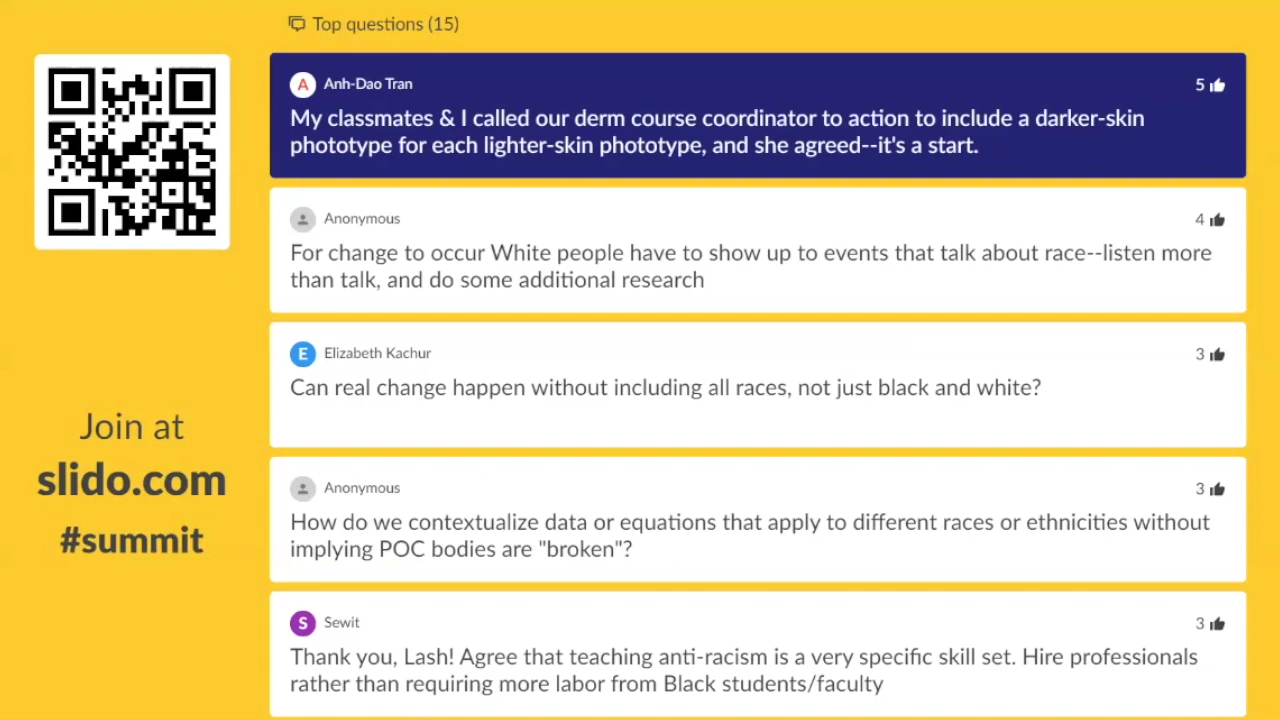 Top questions (15)
A Anh-Dao Tran
5
My classmates & I called our derm course coordinator to action to include a darker-skin
phototype for each lighter-skin phototype, and she agreed--it's a start.
Anonymous
4
For change to occur White people have to show up to events that talk about race--listen more
than talk, and do some additional research
E Elizabeth Kachur
3
Can real change happen without including all races, not just black and white?
Anonymous
3
How do we contextualize data or equations that apply to different races or ethnicities without
implying POC bodies are "broken"?
S Sewit
3
Thank you, Lash! Agree that teaching anti-racism is a very specific skill set. Hire professionals
rather than requiring more labor from Black students/faculty
Join at
slido.com
#summit